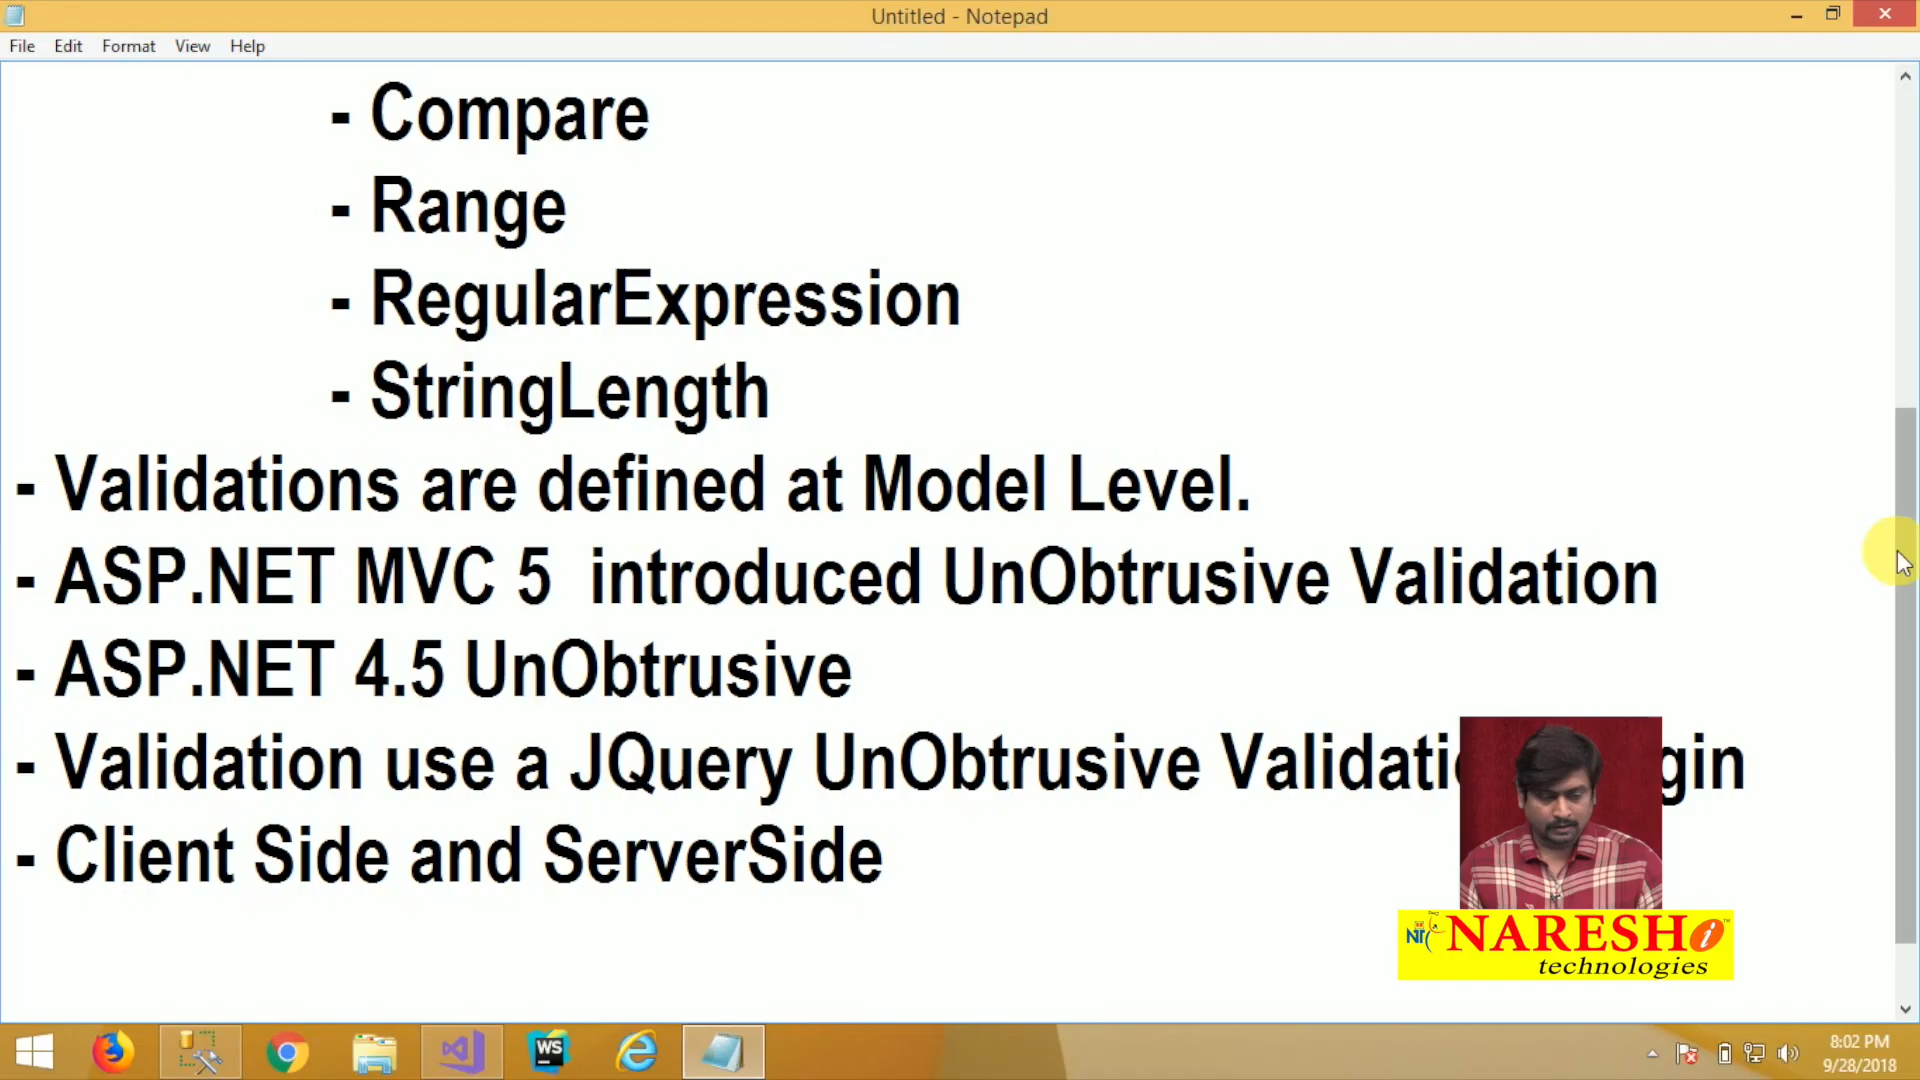 Untitled - Notepad
File Edit Format View Help
- Compare
- Range
- RegularExpression
- StringLength
- Validations are defined at Model Level.
- ASP.NET MVC 5  introduced UnObtrusive Validation
- ASP.NET 4.5 UnObtrusive
- Validation use a JQuery UnObtrusive
- Client Side and ServerSide
NARESH i
technologies
WS
8:02 PM
9/28/2018